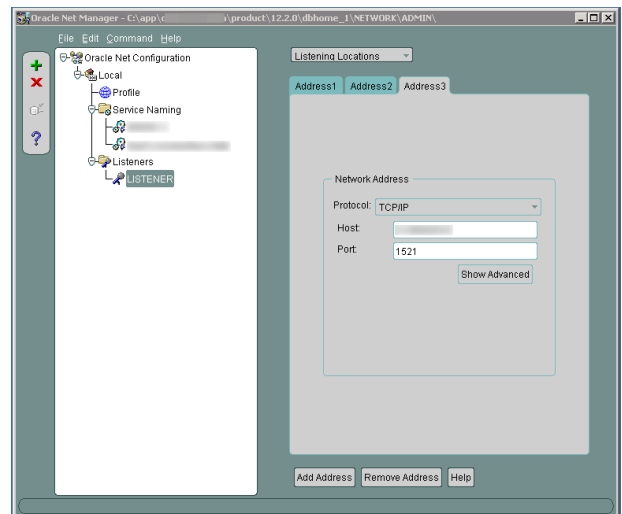 Oracle Net Manager - C:\app\c \product\12.2.0\dbhome_1\NETWORK\ADMIN\
File Edit Command Help
Oracle Net Configuration
Local
Profile
Service Naming
Listeners
LISTENER
Listening Locations
Address1 Address2 Address3
Network Address
Protocol: TCP/IP
Host:
Port: 1521
Show Advanced
Add Address Remove Address Help